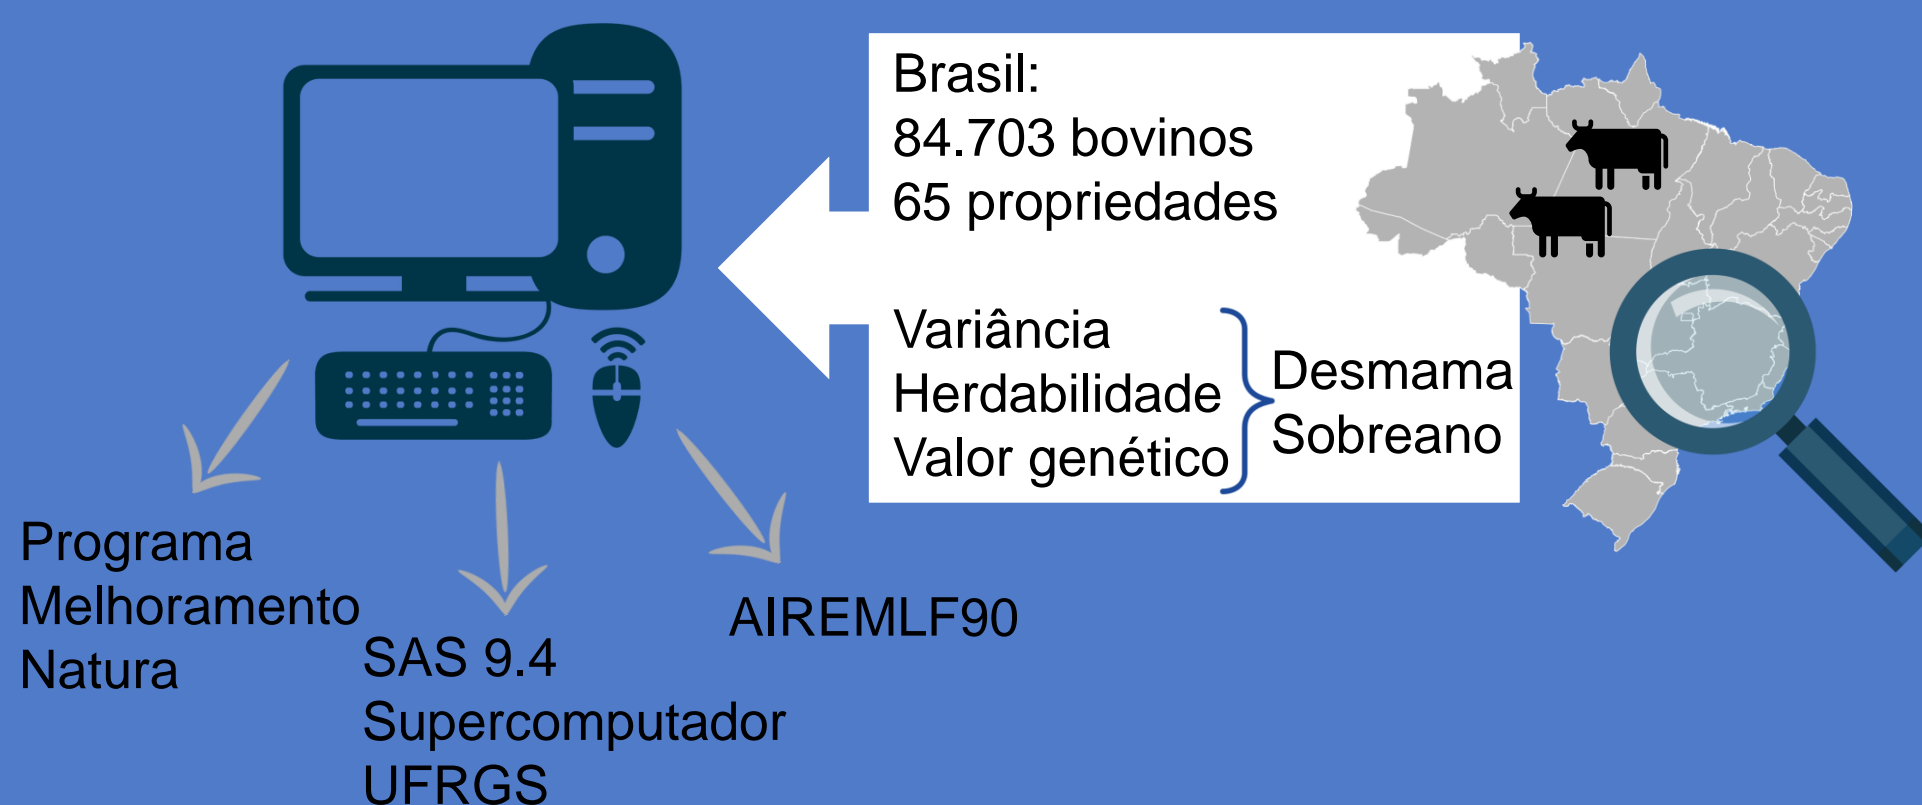 Brasil:
84.703 bovinos
65 propriedades
Variância
Herdabilidade
Valor genético
Desmama
Sobreano
Programa
Melhoramento
Natura
SAS 9.4
Supercomputador
UFRGS
AIREMLF90